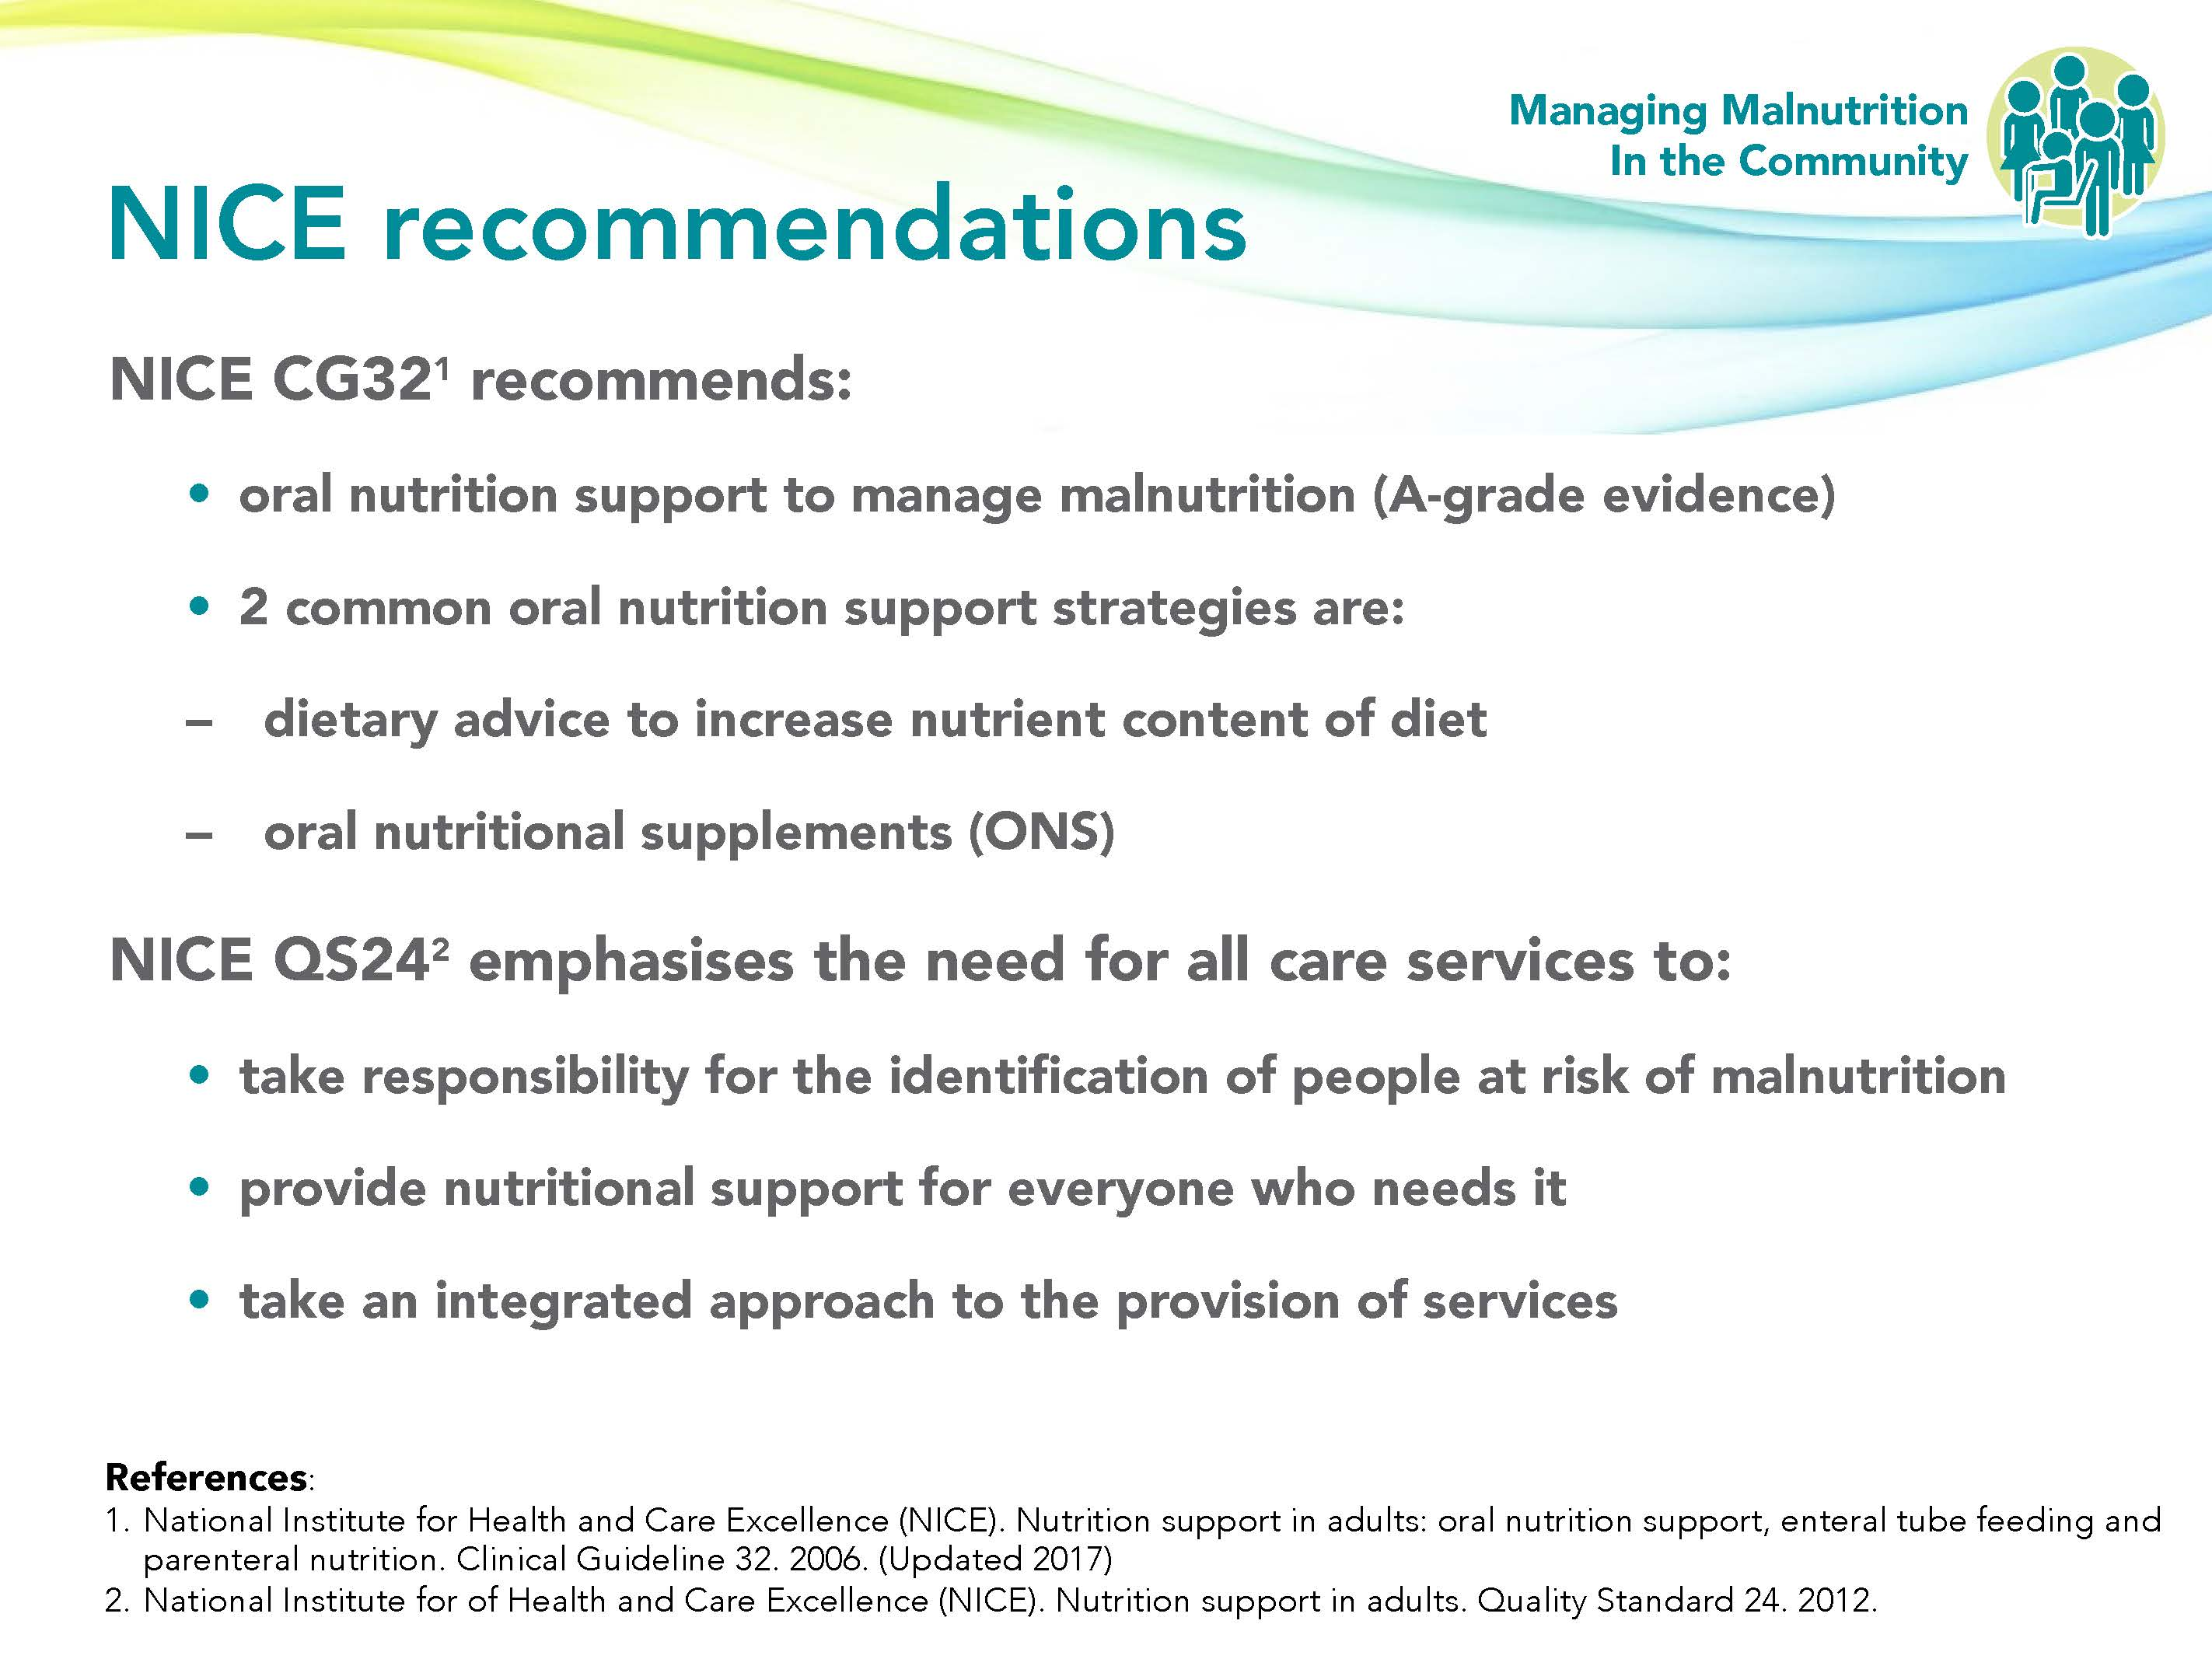 Managing Malnutrition
In the Community
NICE recommendations
NICE CG32¹ recommends:
• oral nutrition support to manage malnutrition (A-grade evidence)
• 2 common oral nutrition support strategies are:
– dietary advice to increase nutrient content of diet
– oral nutritional supplements (ONS)
NICE QS24² emphasises the need for all care services to:
• take responsibility for the identification of people at risk of malnutrition
• provide nutritional support for everyone who needs it
• take an integrated approach to the provision of services
References:
1. National Institute for Health and Care Excellence (NICE). Nutrition support in adults: oral nutrition support, enteral tube feeding and
parenteral nutrition. Clinical Guideline 32. 2006. (Updated 2017)
2. National Institute for of Health and Care Excellence (NICE). Nutrition support in adults. Quality Standard 24. 2012.